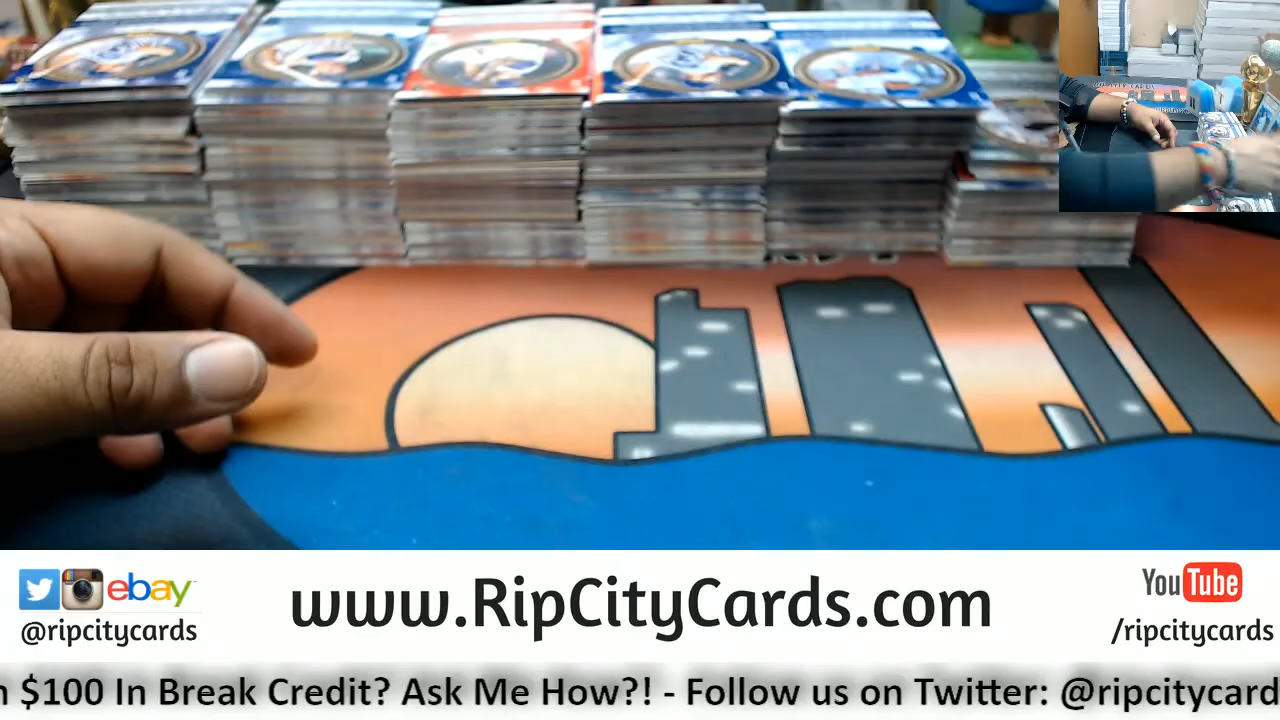 ebay
@ripcitycards
www.RipCityCards.com
YouTube
/ripcitycards
$100 In Break Credit? Ask Me How?! - Follow us on Twitter: @ripcitycard